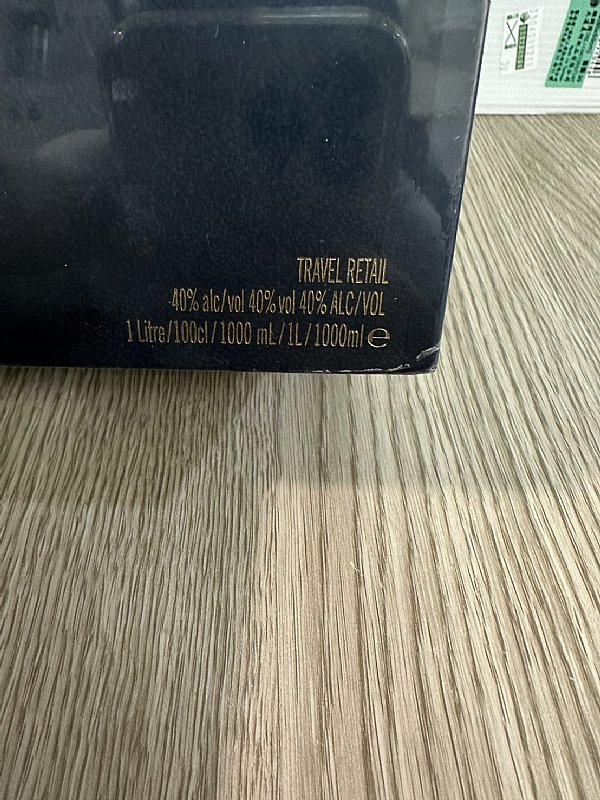 TRAVEL RETAIL
40% alc/vol 40% vol 40% ALC/VOL
1 Litre/100cl/1000 mL/1L/1000ml ℮